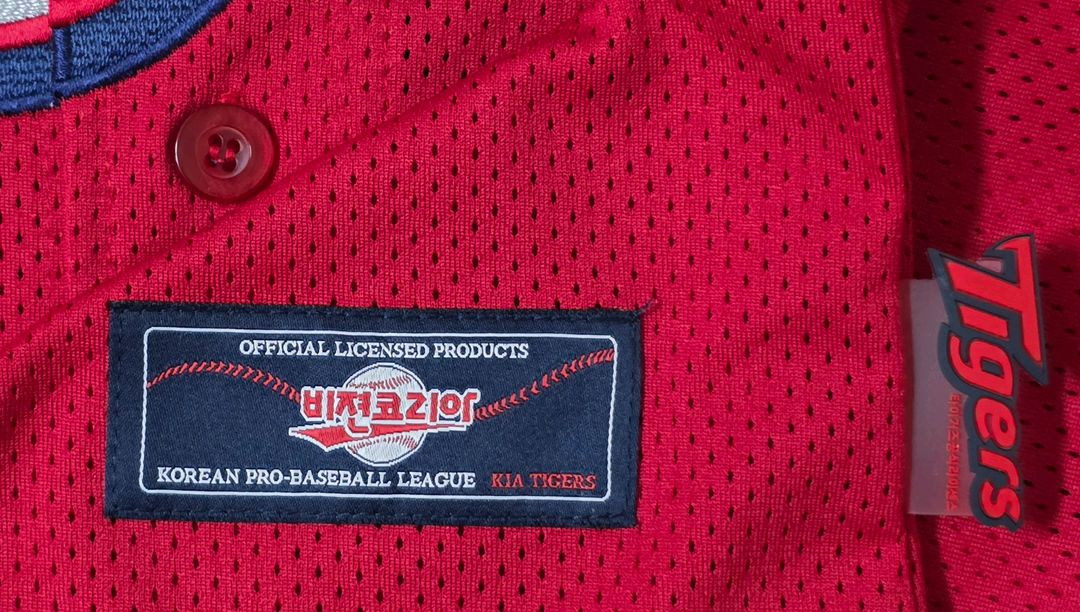 OFFICIAL LICENSED PRODUCTS
비젼코리아
KOREAN PRO-BASEBALL LEAGUE KIA TIGERS
Tigers